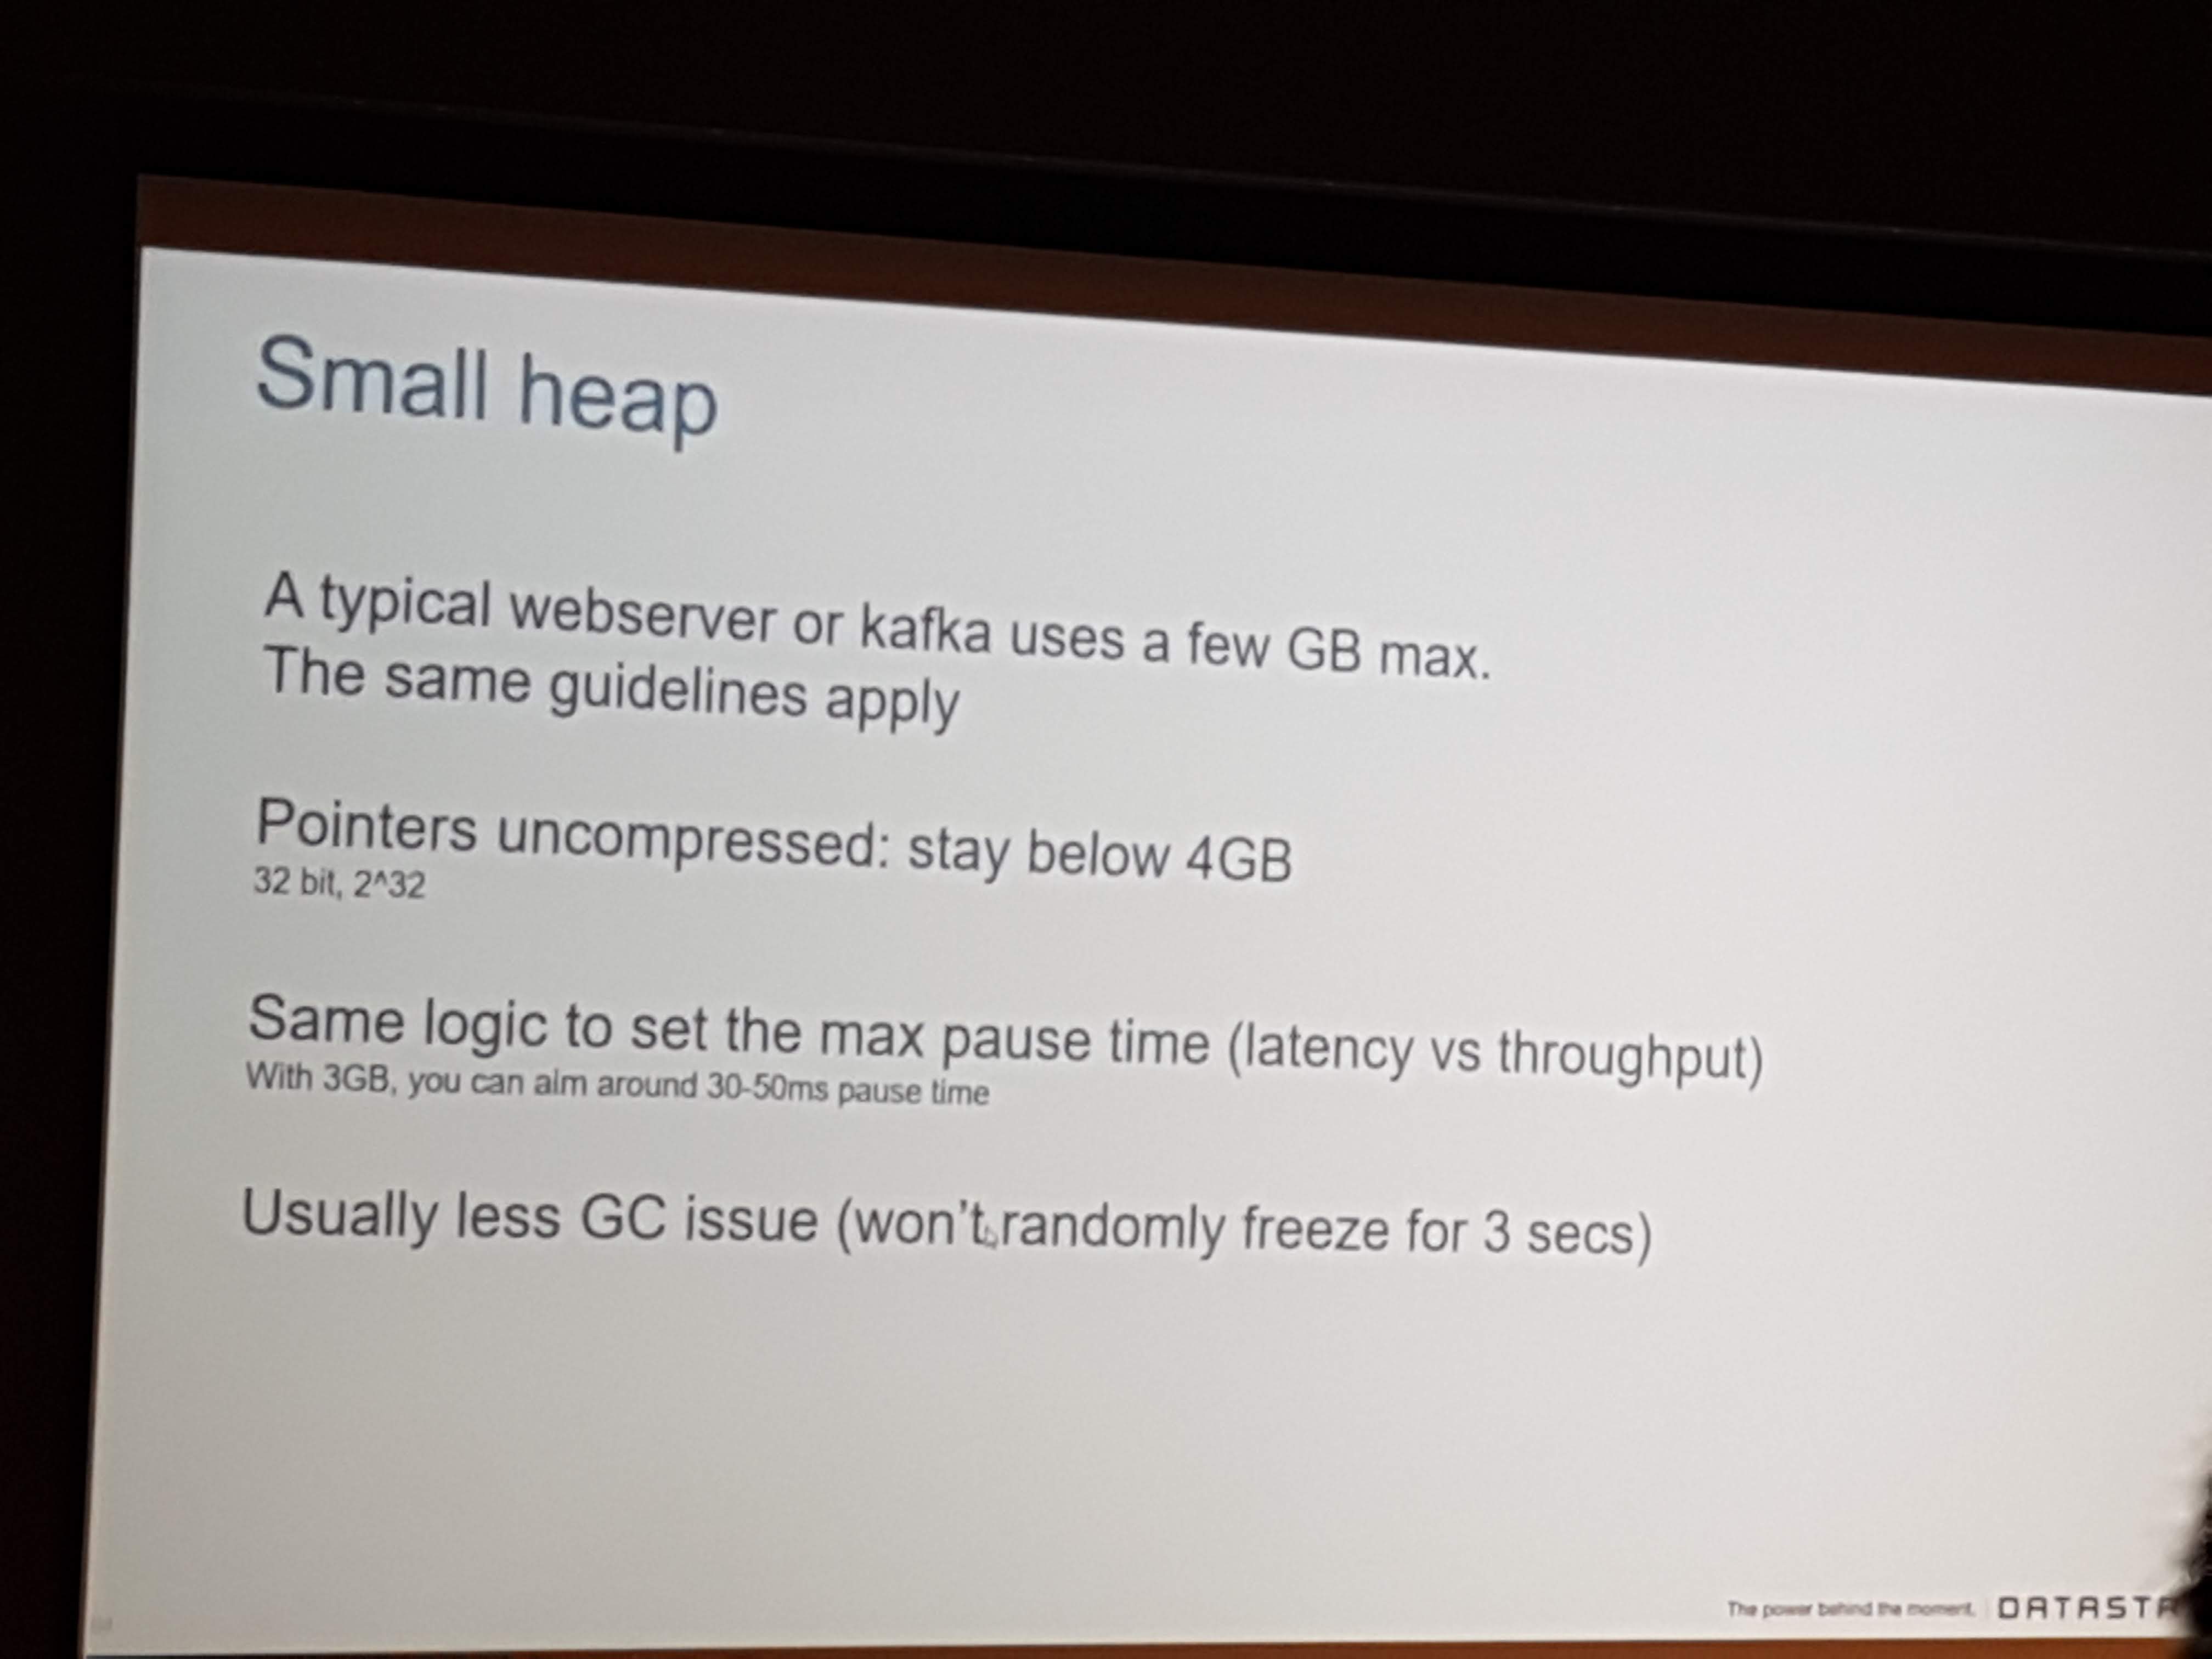 Small heap
A typical webserver or kafka uses a few GB max.
The same guidelines apply
Pointers uncompressed: stay below 4GB
32 bit, 2^32
Same logic to set the max pause time (latency vs throughput)
With 3GB, you can aim around 30-50ms pause time
Usually less GC issue (won't randomly freeze for 3 secs)
The power behind the moment. DATASTA